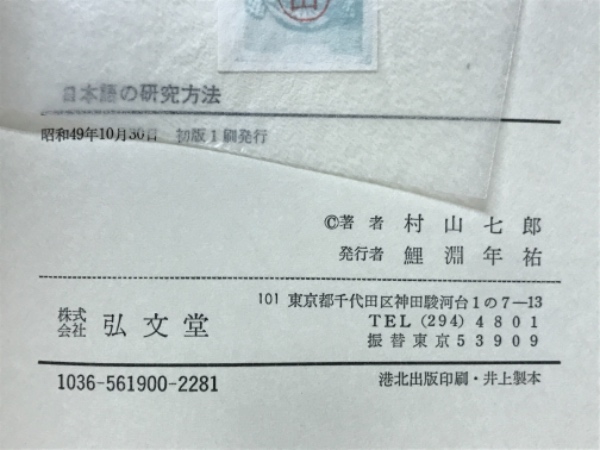 山
日本語の研究方法
昭和49年10月30日 初版1刷発行
©著者 村山七郎
発行者 鯉淵年祐
株式会社 弘文堂
101 東京都千代田区神田駿河台1の7―13
TEL(294)4801
振替東京53909
1036-561900-2281
港北出版印刷・井上製本